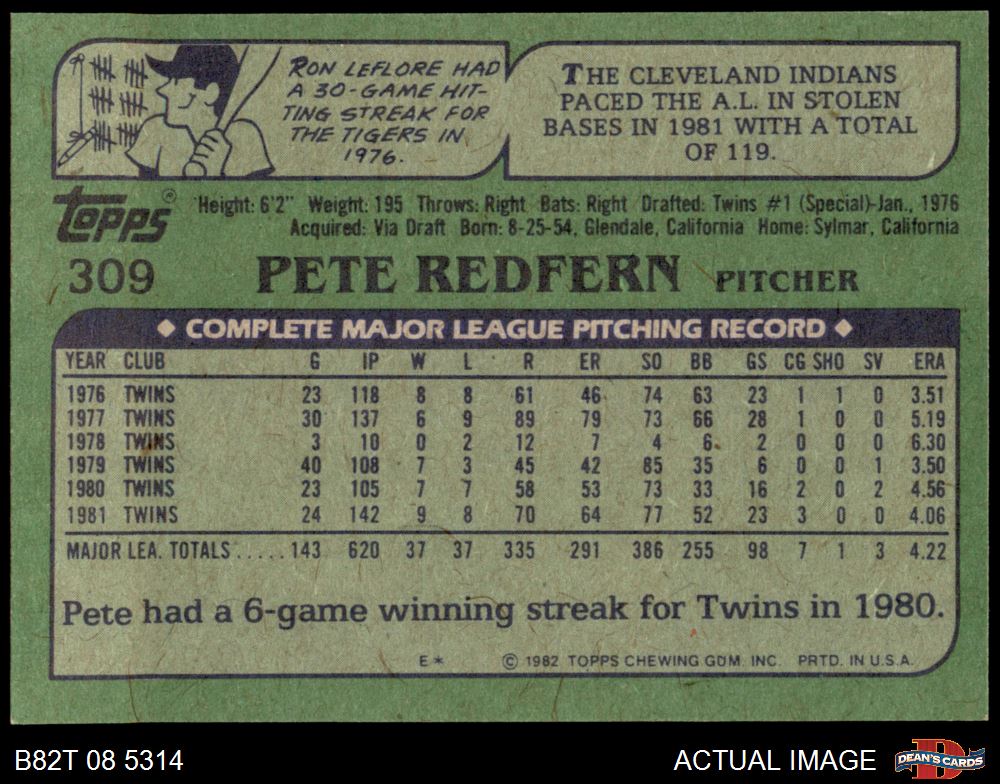 RON LEFLORE HAD
A 30-GAME HIT-
TING STREAK FOR
THE TIGERS IN
1976.
THE CLEVELAND INDIANS
PACED THE A.L. IN STOLEN
BASES IN 1981 WITH A TOTAL
OF 119.
topps®
Height: 6'2" Weight: 195 Throws: Right Bats: Right Drafted: Twins #1 (Special)-Jan., 1976
Acquired: Via Draft Born: 8-25-54, Glendale, California Home: Sylmar, California
309 PETE REDFERN PITCHER
◆ COMPLETE MAJOR LEAGUE PITCHING RECORD ◆
YEAR CLUB G IP W L R ER SO BB GS CG SHO SV ERA
1976 TWINS 23 118 8 8 61 46 74 63 23 1 1 0 3.51
1977 TWINS 30 137 6 9 89 79 73 66 28 1 0 0 5.19
1978 TWINS 3 10 0 2 12 7 4 6 2 0 0 0 6.30
1979 TWINS 40 108 7 3 45 42 85 35 6 0 0 1 3.50
1980 TWINS 23 105 7 7 58 53 73 33 16 2 0 2 4.56
1981 TWINS 24 142 9 8 70 64 77 52 23 3 0 0 4.06
MAJOR LEA. TOTALS ..... 143 620 37 37 335 291 386 255 98 7 1 3 4.22
Pete had a 6-game winning streak for Twins in 1980.
E* © 1982 TOPPS CHEWING GUM. INC. PRTD. IN U.S.A.
B82T 08 5314 ACTUAL IMAGE DEAN'S CARDS